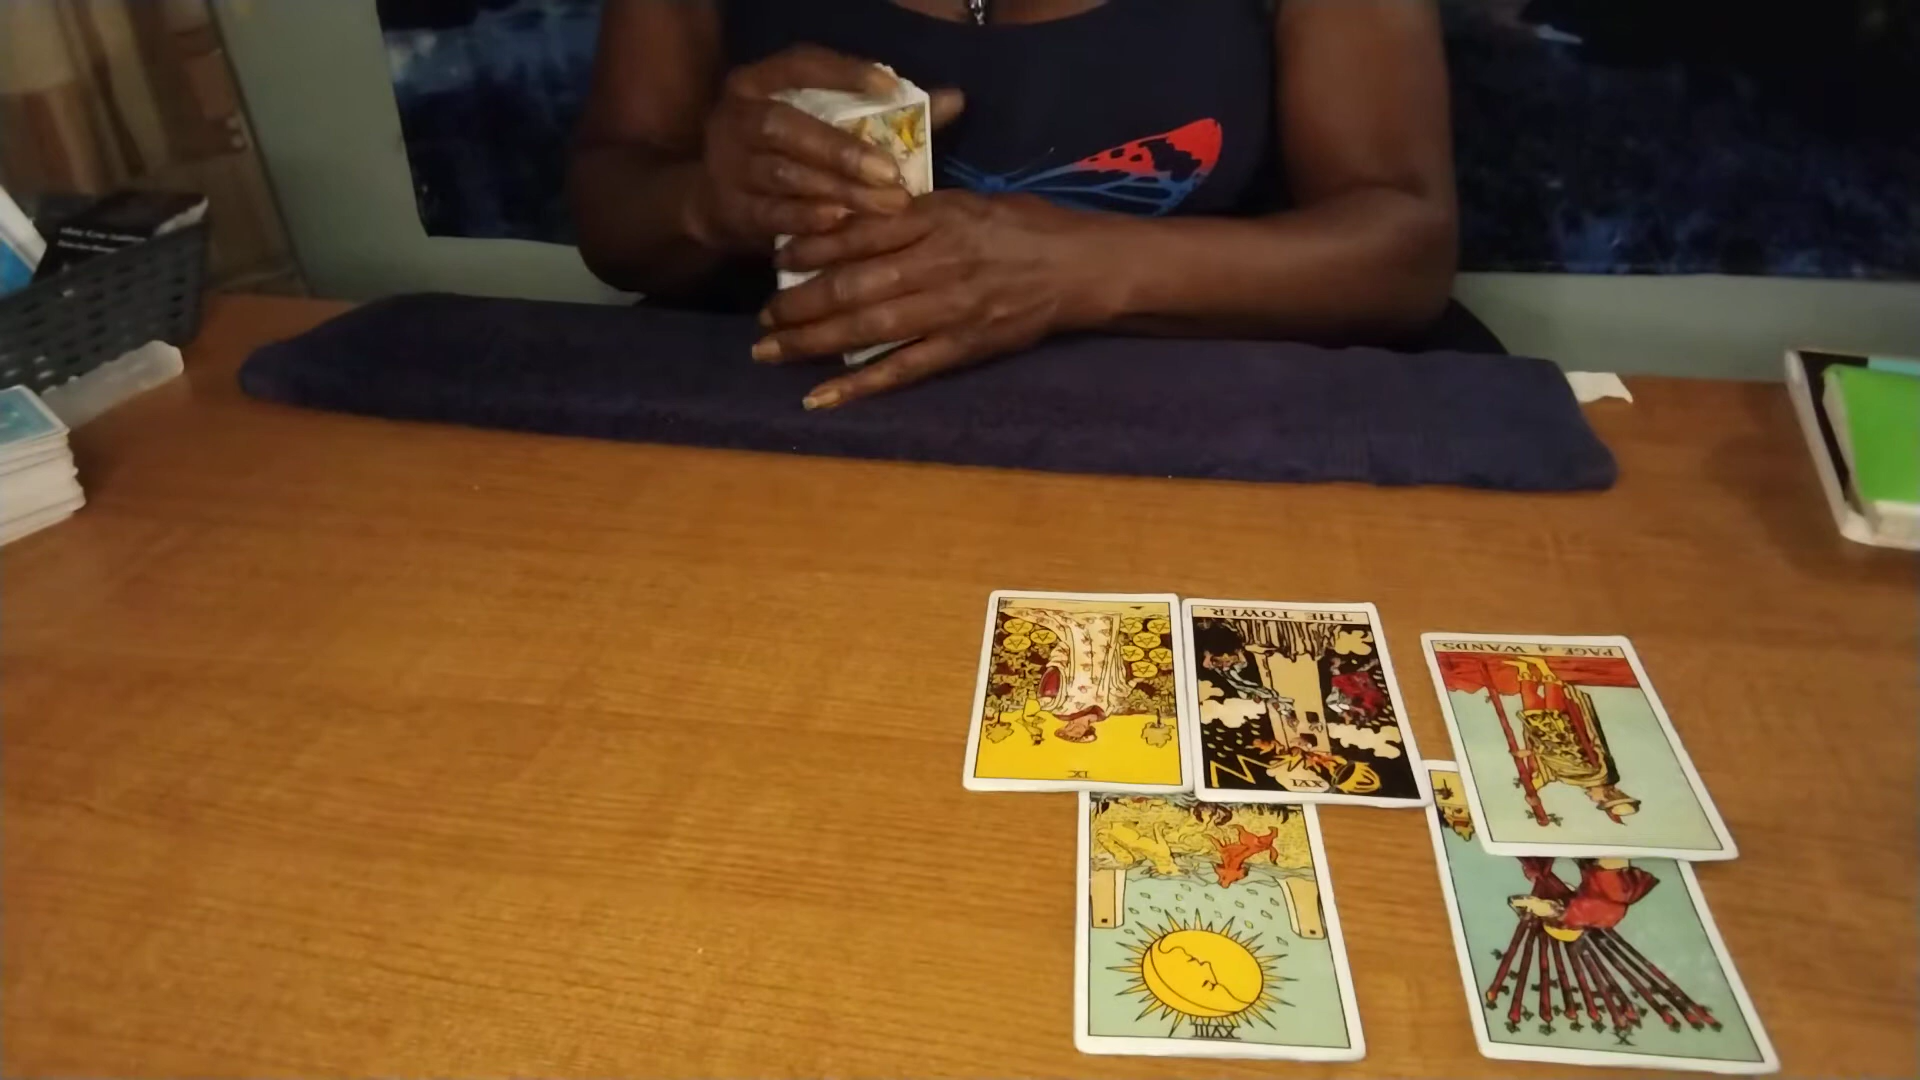 THE TOWER.
PAGE of WANDS.
XVI
IX
XVIII
X